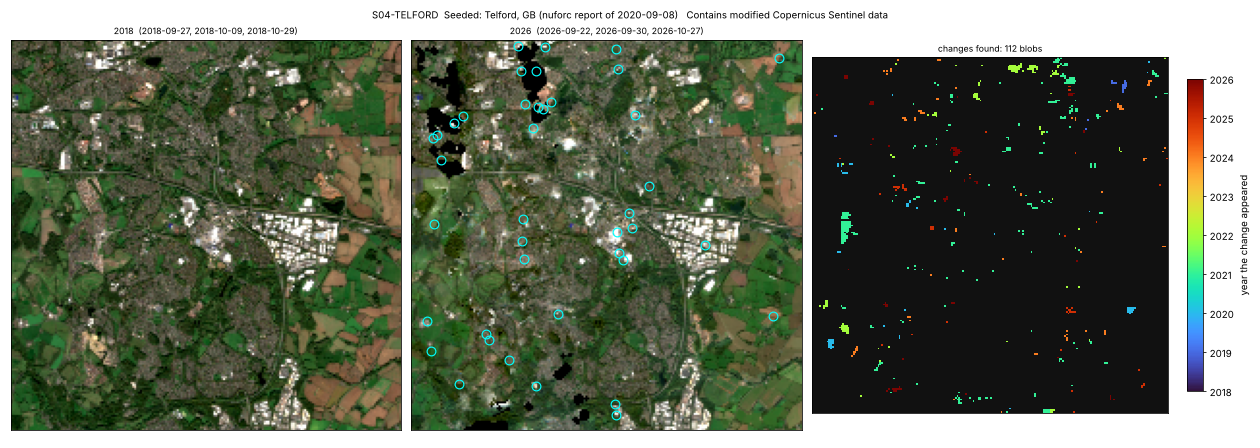 S04-TELFORD Seeded: Telford, GB (nuforc report of 2020-09-08) Contains modified Copernicus Sentinel data
2018 (2018-09-27, 2018-10-09, 2018-10-29)
2026 (2026-09-22, 2026-09-30, 2026-10-27)
changes found: 112 blobs
2026
2025
2024
2023
2022
2021
2020
2019
2018
year the change appeared